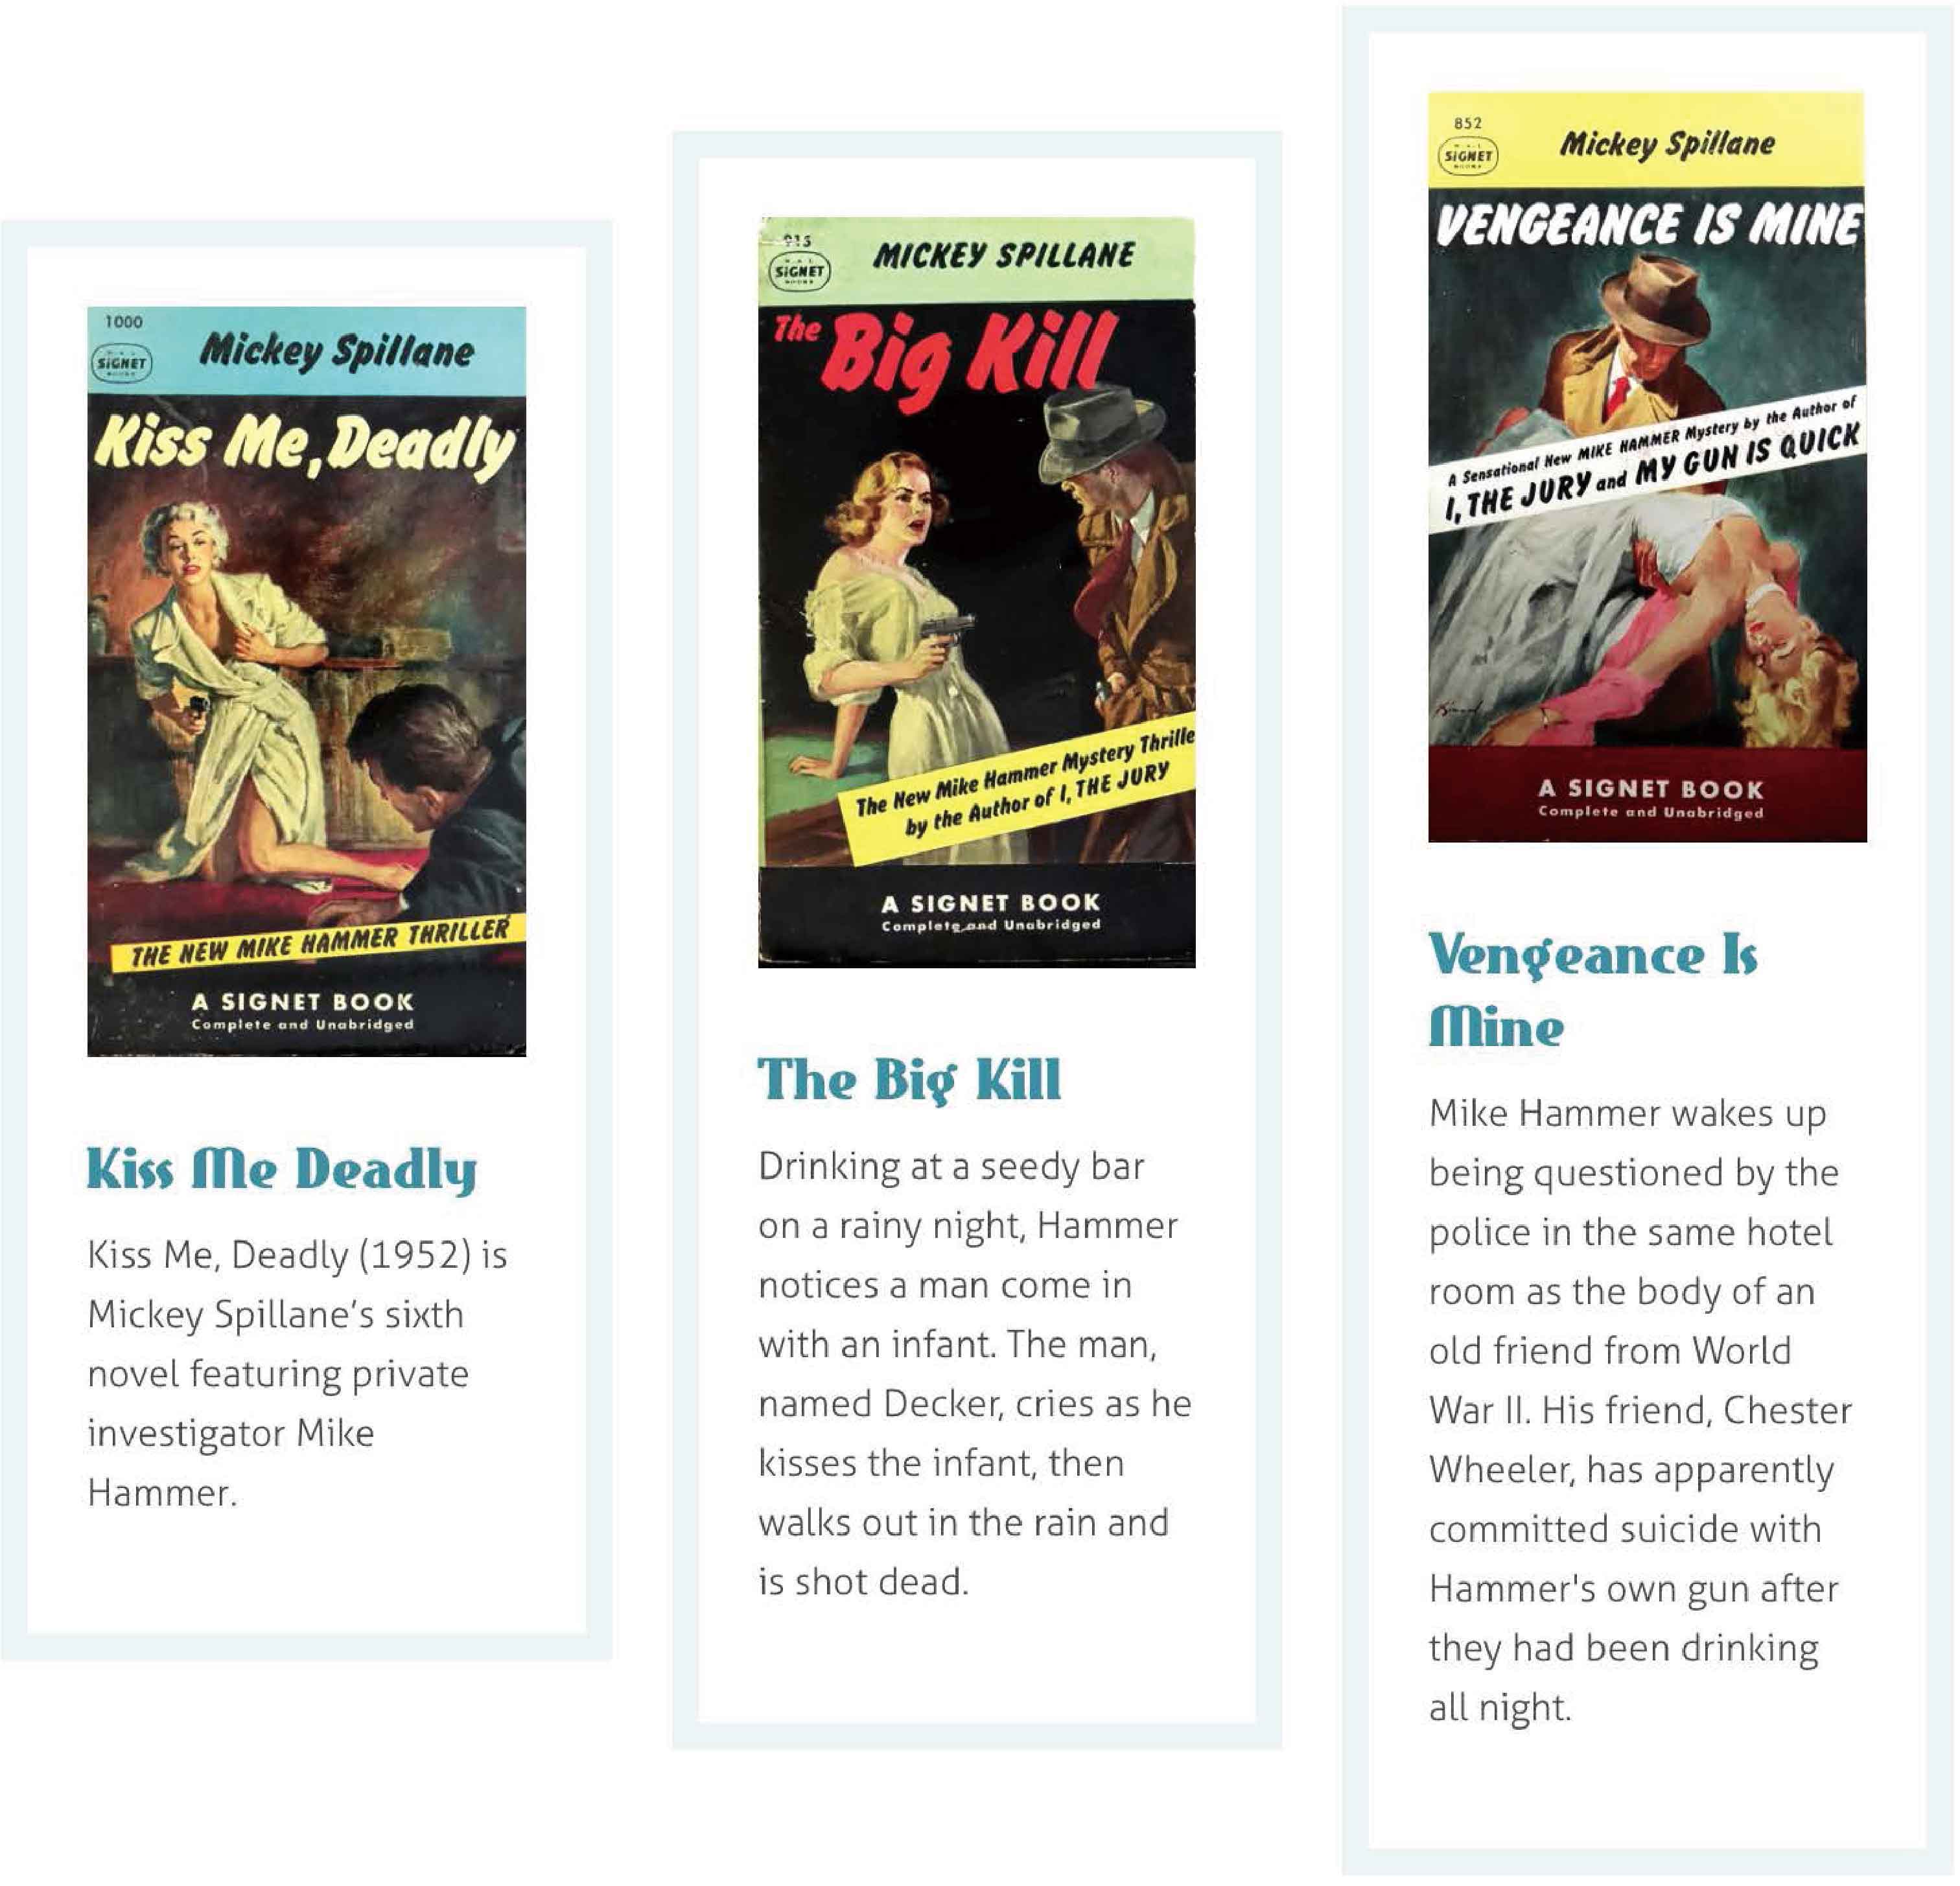 1000
SIGNET
BOOKS
Mickey Spillane
Kiss Me, Deadly
THE NEW MIKE HAMMER THRILLER
A SIGNET BOOK
Complete and Unabridged
Kiss Me Deadly
Kiss Me, Deadly (1952) is
Mickey Spillane’s sixth
novel featuring private
investigator Mike
Hammer.
915
SIGNET
BOOKS
MICKEY SPILLANE
The Big Kill
The New Mike Hammer Mystery Thrille
by the Author of I, THE JURY
A SIGNET BOOK
Complete and Unabridged
The Big Kill
Drinking at a seedy bar
on a rainy night, Hammer
notices a man come in
with an infant. The man,
named Decker, cries as he
kisses the infant, then
walks out in the rain and
is shot dead.
852
SIGNET
BOOKS
Mickey Spillane
VENGEANCE IS MINE
A Sensational New MIKE HAMMER Mystery by the Author of
I, THE JURY and MY GUN IS QUICK
A SIGNET BOOK
Complete and Unabridged
Vengeance Is
Mine
Mike Hammer wakes up
being questioned by the
police in the same hotel
room as the body of an
old friend from World
War II. His friend, Chester
Wheeler, has apparently
committed suicide with
Hammer's own gun after
they had been drinking
all night.